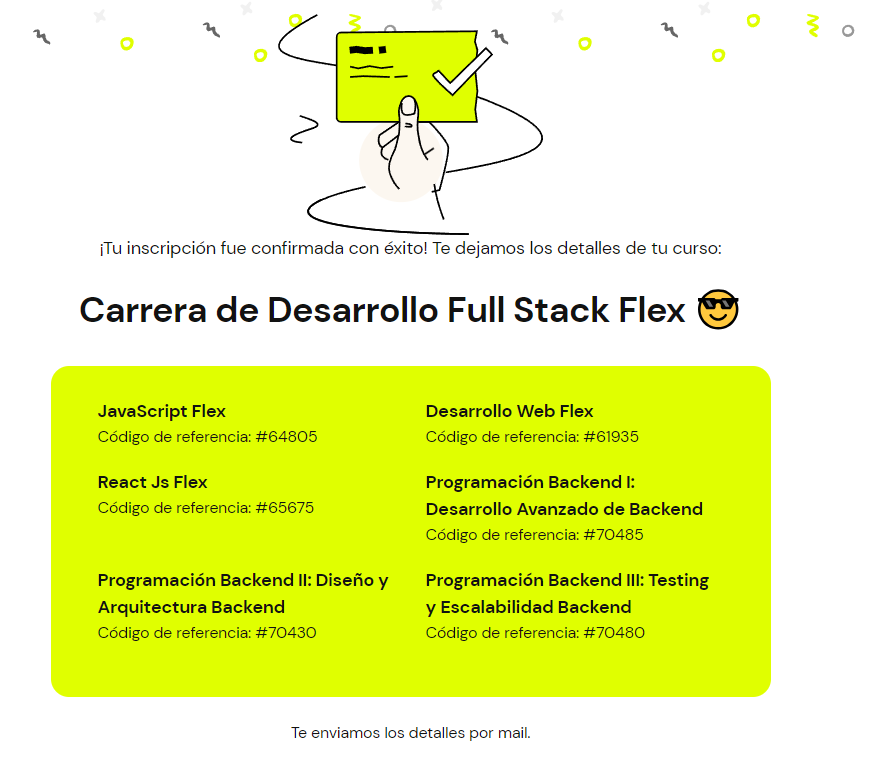 ¡Tu inscripción fue confirmada con éxito! Te dejamos los detalles de tu curso:
Carrera de Desarrollo Full Stack Flex 😎
JavaScript Flex
Código de referencia: #64805
Desarrollo Web Flex
Código de referencia: #61935
React Js Flex
Código de referencia: #65675
Programación Backend I:
Desarrollo Avanzado de Backend
Código de referencia: #70485
Programación Backend II: Diseño y
Arquitectura Backend
Código de referencia: #70430
Programación Backend III: Testing
y Escalabilidad Backend
Código de referencia: #70480
Te enviamos los detalles por mail.